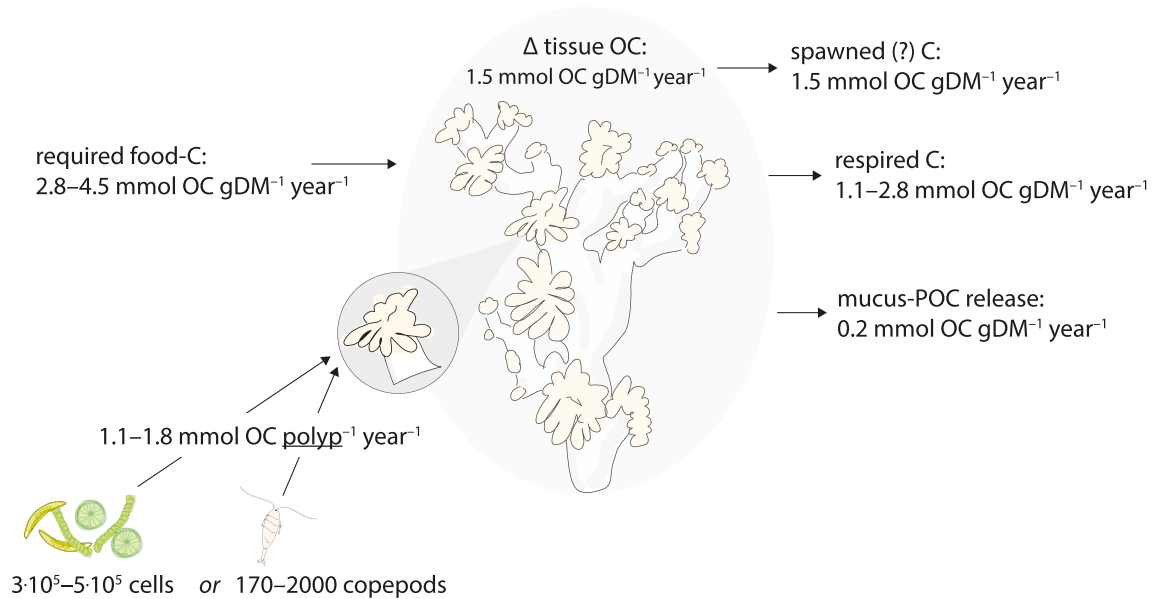 Δ tissue OC:
1.5 mmol OC gDM⁻¹ year⁻¹
spawned (?) C:
1.5 mmol OC gDM⁻¹ year⁻¹
required food-C:
2.8–4.5 mmol OC gDM⁻¹ year⁻¹
respired C:
1.1–2.8 mmol OC gDM⁻¹ year⁻¹
mucus-POC release:
0.2 mmol OC gDM⁻¹ year⁻¹
1.1–1.8 mmol OC polyp⁻¹ year⁻¹
3·10⁵–5·10⁵ cells or 170–2000 copepods